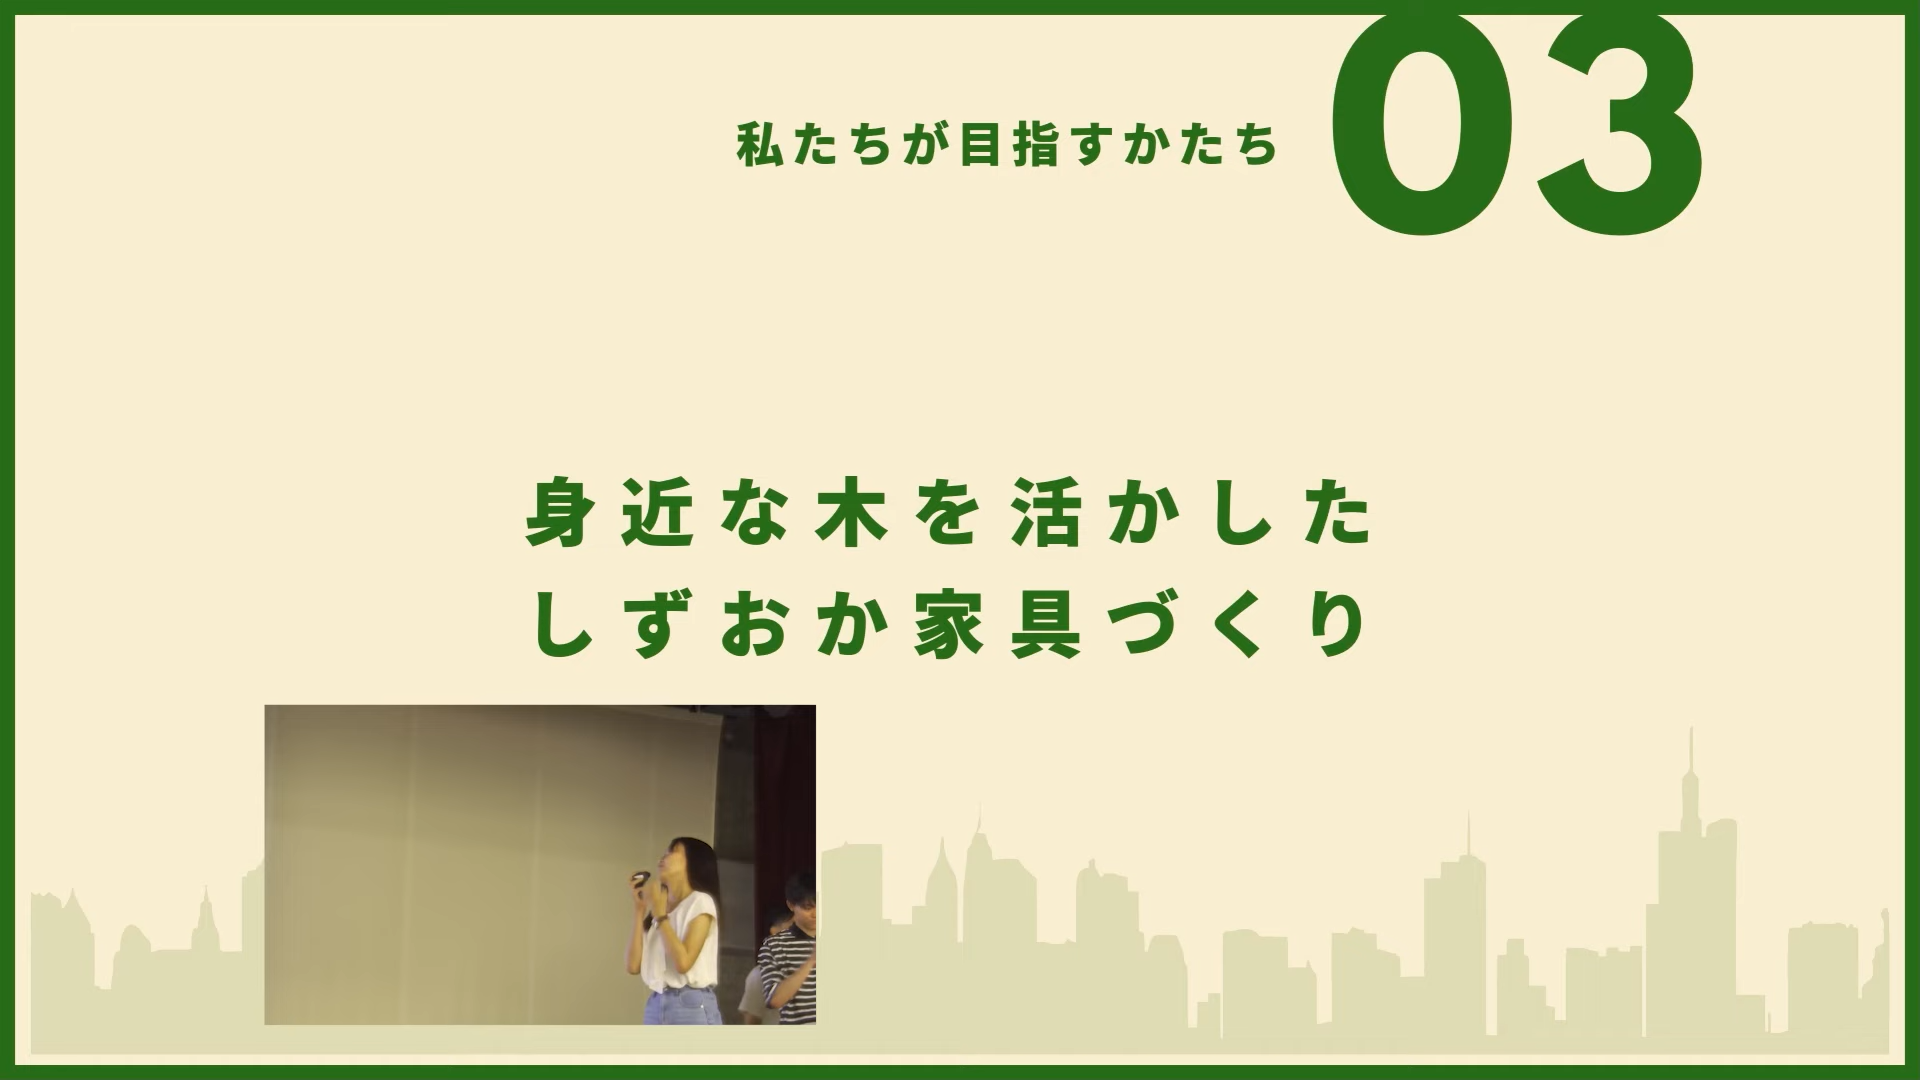 私たちが目指すかたち
03
身近な木を活かした
しずおか家具づくり